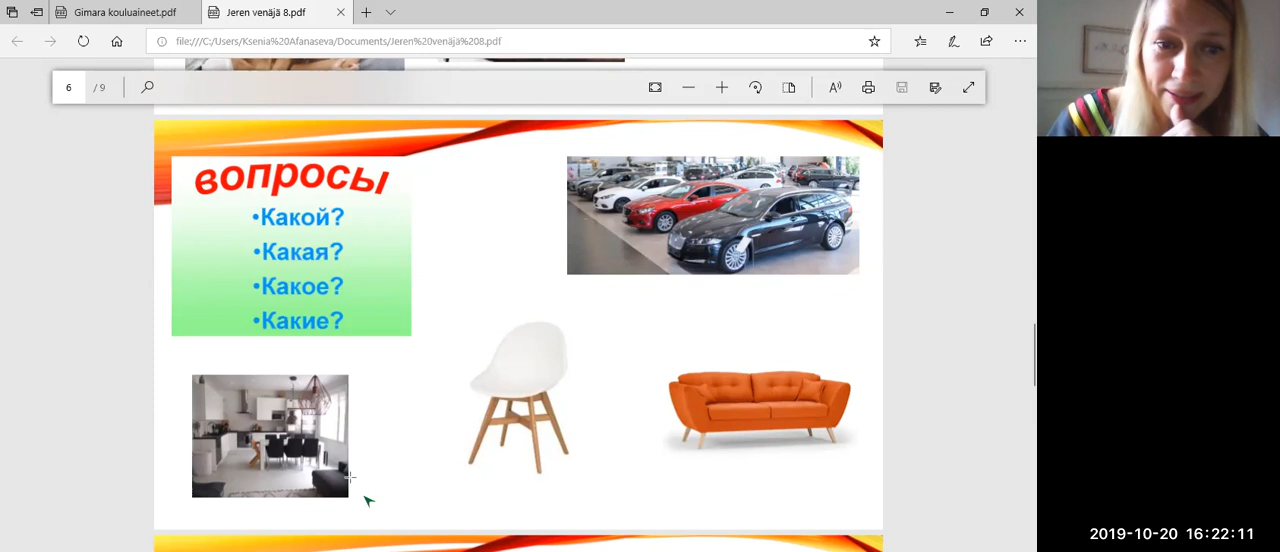 Gimara kouluaineet.pdf
Jeren venäjä 8.pdf
file:///C:/Users/Ksenia%20Afanaseva/Documents/Jeren%20venäjä%208.pdf
6 / 9
вопросы
•Какой?
•Какая?
•Какое?
•Какие?
2019-10-20 16:22:11